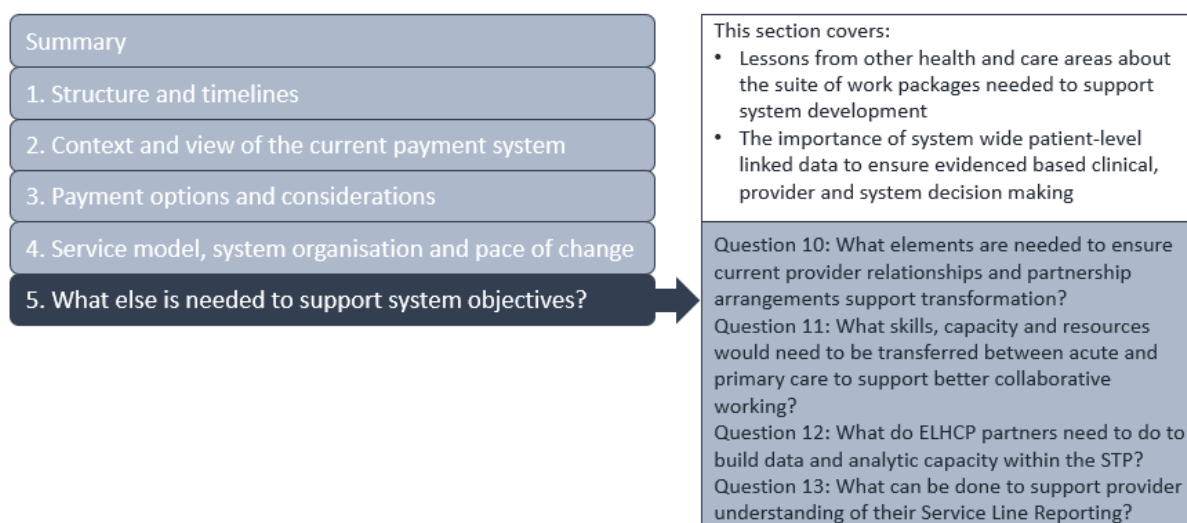 Summary
1. Structure and timelines
2. Context and view of the current payment system
3. Payment options and considerations
4. Service model, system organisation and pace of change
5. What else is needed to support system objectives?
This section covers:
• Lessons from other health and care areas about
the suite of work packages needed to support
system development
• The importance of system wide patient-level
linked data to ensure evidenced based clinical,
provider and system decision making
Question 10: What elements are needed to ensure
current provider relationships and partnership
arrangements support transformation?
Question 11: What skills, capacity and resources
would need to be transferred between acute and
primary care to support better collaborative
working?
Question 12: What do ELHCP partners need to do to
build data and analytic capacity within the STP?
Question 13: What can be done to support provider
understanding of their Service Line Reporting?